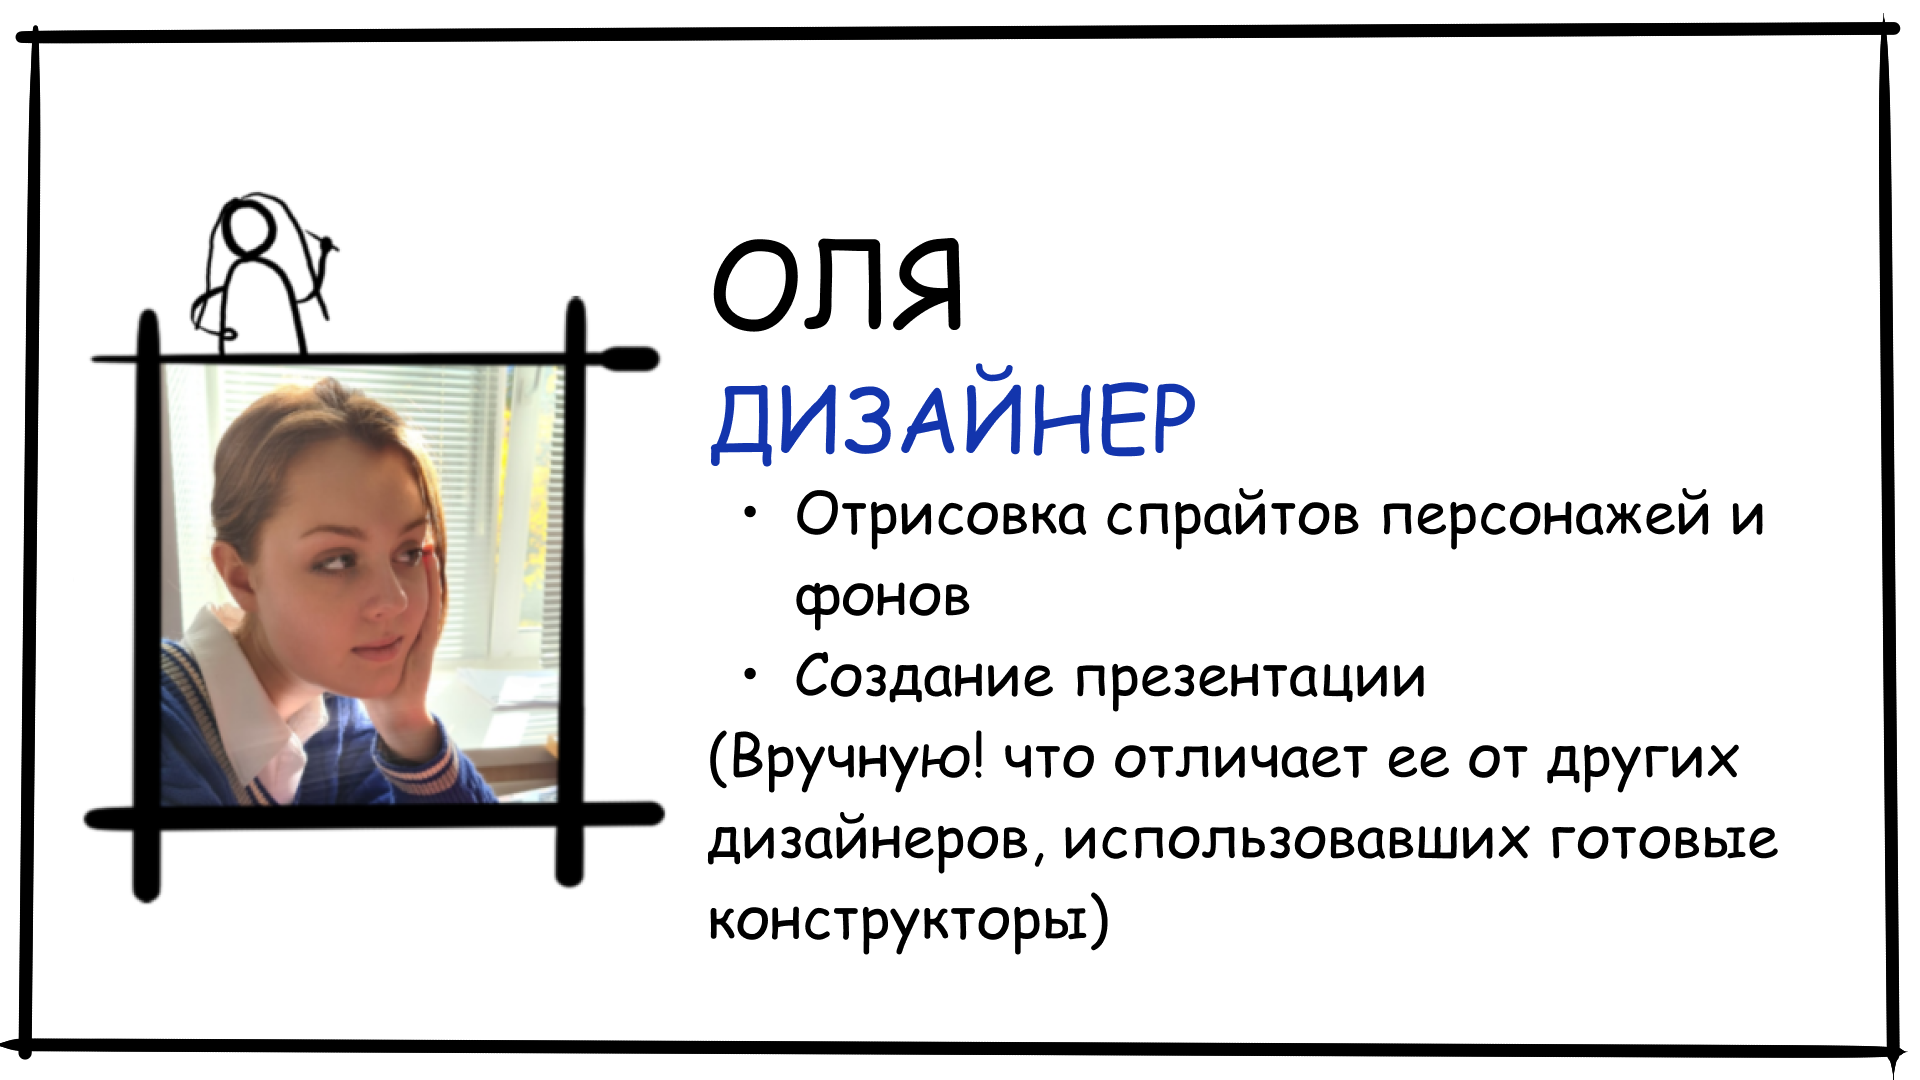 ОЛЯ
ДИЗАЙНЕР
• Отрисовка спрайтов персонажей и
фонов
• Создание презентации
(Вручную! что отличает ее от других
дизайнеров, использовавших готовые
конструкторы)